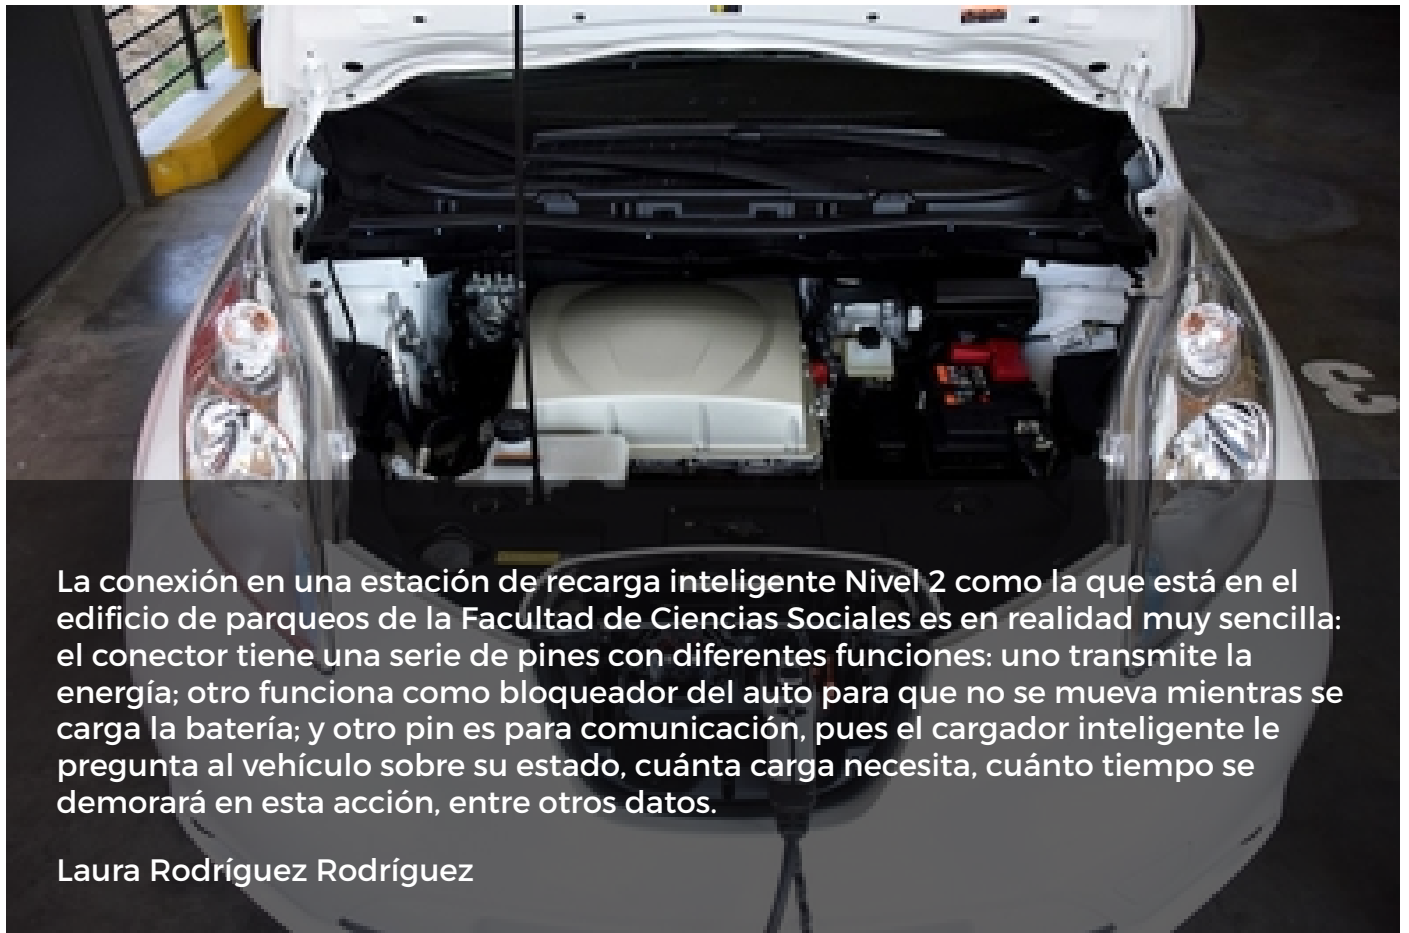 La conexión en una estación de recarga inteligente Nivel 2 como la que está en el
edificio de parqueos de la Facultad de Ciencias Sociales es en realidad muy sencilla:
el conector tiene una serie de pines con diferentes funciones: uno transmite la
energía; otro funciona como bloqueador del auto para que no se mueva mientras se
carga la batería; y otro pin es para comunicación, pues el cargador inteligente le
pregunta al vehículo sobre su estado, cuánta carga necesita, cuánto tiempo se
demorará en esta acción, entre otros datos.
Laura Rodríguez Rodríguez